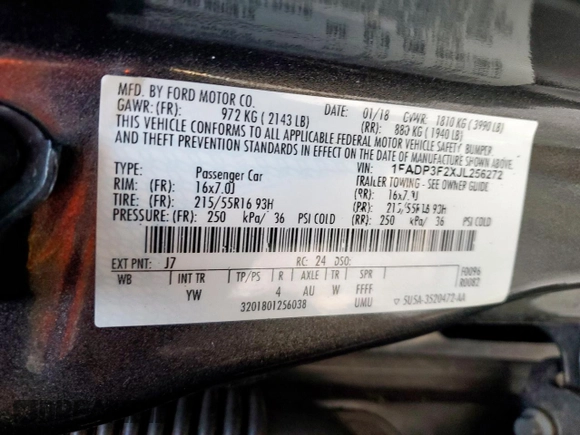 MFD. BY FORD MOTOR CO.
DATE: 01/18 GVWR: 1810 KG ( 3990 LB)
GAWR: (FR): 972 KG ( 2143 LB) (RR): 880 KG ( 1940 LB)
THIS VEHICLE CONFORMS TO ALL APPLICABLE FEDERAL MOTOR VEHICLE SAFETY, BUMPER
AND THEFT PREVENTION STANDARDS IN EFFECT ON THE DATE OF MANUFACTURE SHOWN ABOVE.
VIN: 1FADP3F2XJL256272
TYPE: Passenger Car TRAILER TOWING - SEE OWNER GUIDE
RIM: (FR): 16x7.0J (RR): 16x7.0J
TIRE: (FR): 215/55R16 93H (RR): 215/55R16 93H
PRESSURE: (FR): 250 kPa/ 36 PSI COLD (RR): 250 kPa/ 36 PSI COLD
EXT PNT: J7 RC: 24 DSO: F0096
WB INT TR TP/PS R AXLE TR SPR R0082
YW 4 AU W FFFF
3201801256038 UMU